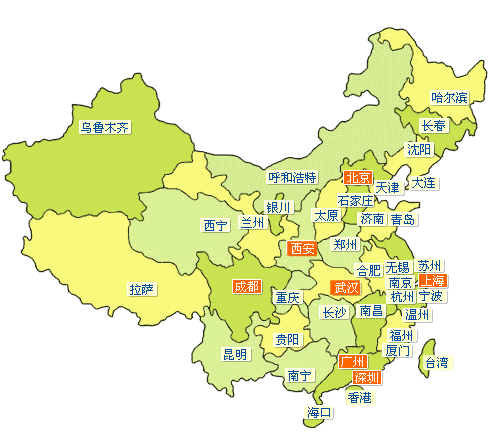 哈尔滨
长春
乌鲁木齐
沈阳
呼和浩特
北京
大连
天津
石家庄
银川
太原
济南
青岛
西宁
兰州
郑州
西安
合肥
无锡
苏州
拉萨
成都
武汉
南京
上海
重庆
杭州
宁波
长沙
南昌
温州
贵阳
福州
昆明
厦门
广州
台湾
南宁
深圳
香港
海口